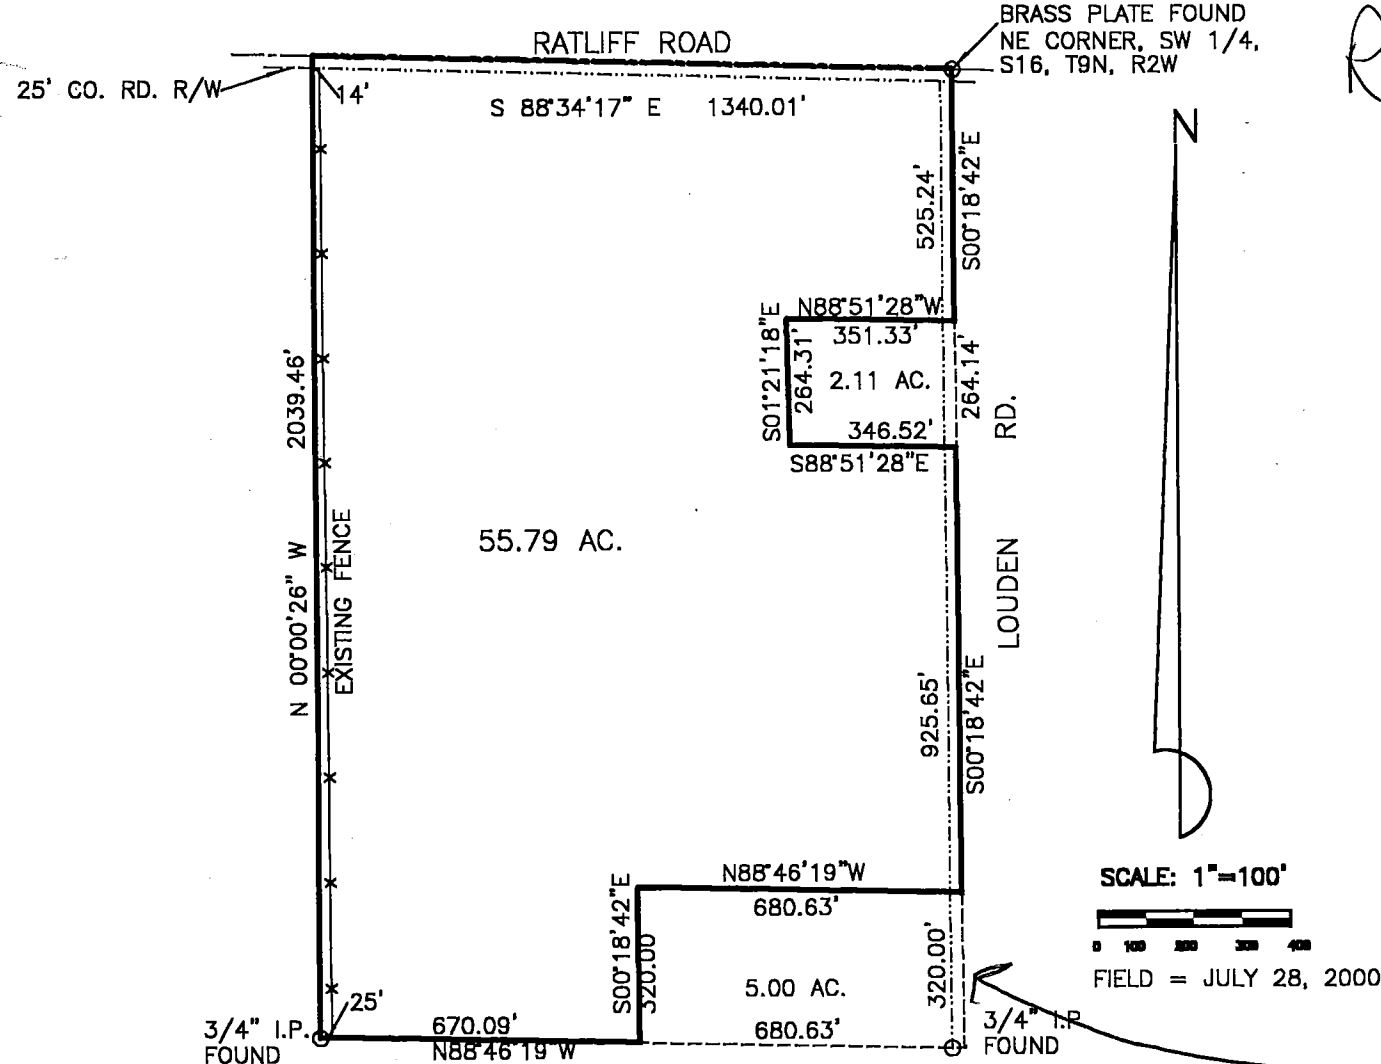 BRASS PLATE FOUND
NE CORNER, SW 1/4,
S16, T9N, R2W
RATLIFF ROAD
25' CO. RD. R/W
14'
S 88°34'17" E 1340.01'
N
525.24'
S00°18'42"E
N88°51'28"W
351.33'
S01°21'18"E
264.31'
2.11 AC.
264.14'
346.52'
S88°51'28"E
LOUDEN RD.
2039.46'
N 00°00'26" W
EXISTING FENCE
55.79 AC.
925.65'
S00°18'42"E
N88°46'19"W
680.63'
S00°18'42"E
320.00
5.00 AC.
320.00'
680.63'
SCALE: 1"=100'
0 100 200 300 400
FIELD = JULY 28, 2000
25'
3/4" I.P.
FOUND
670.09'
N88°46'19"W
3/4" I.P.
FOUND